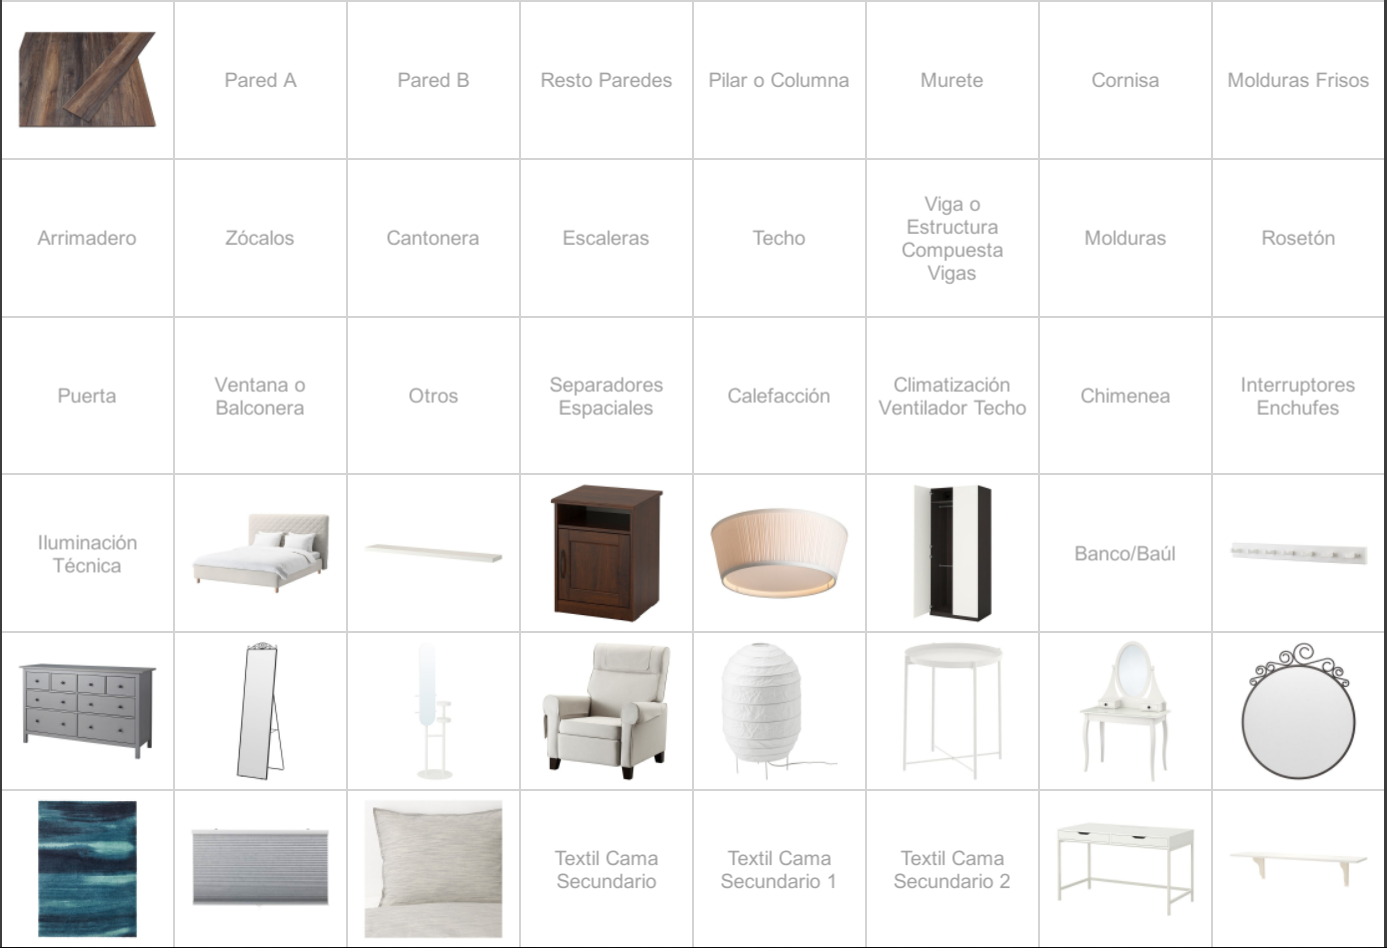 Pared A
Pared B
Resto Paredes
Pilar o Columna
Murete
Cornisa
Molduras Frisos
Arrimadero
Zócalos
Cantonera
Escaleras
Techo
Viga o
Estructura
Compuesta
Vigas
Molduras
Rosetón
Puerta
Ventana o
Balconera
Otros
Separadores
Espaciales
Calefacción
Climatización
Ventilador Techo
Chimenea
Interruptores
Enchufes
Iluminación
Técnica
Banco/Baúl
Textil Cama
Secundario
Textil Cama
Secundario 1
Textil Cama
Secundario 2